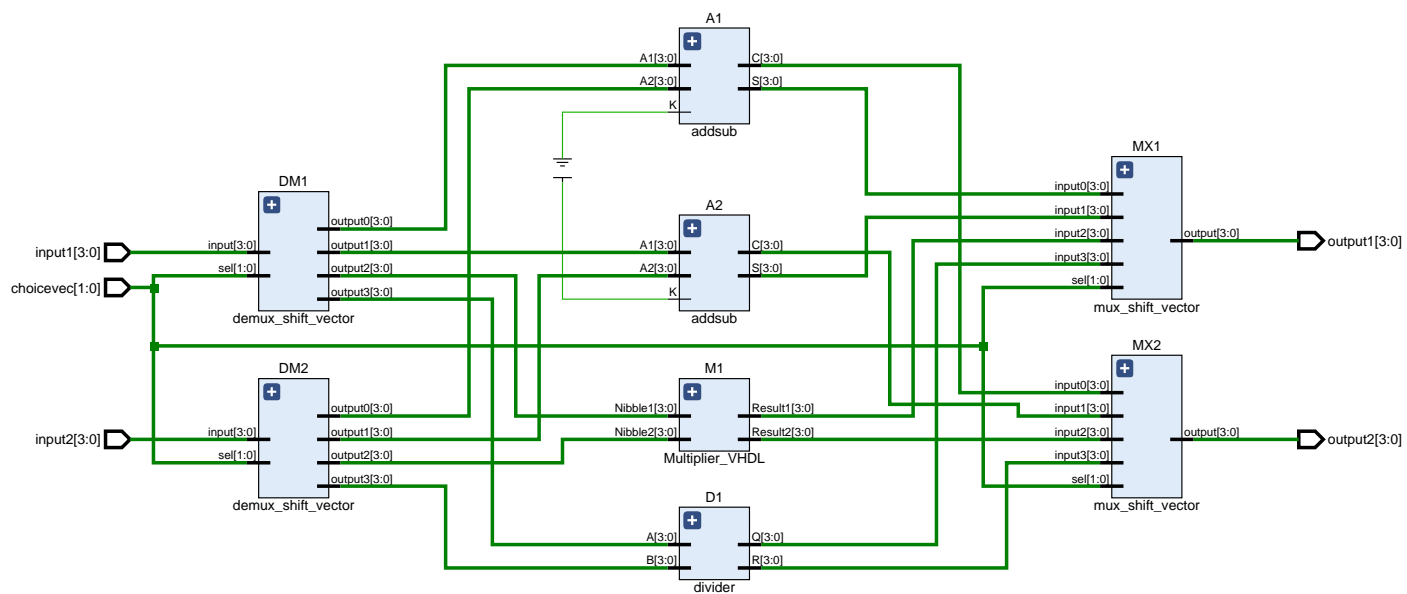 A1
A1[3:0]
A2[3:0]
K
C[3:0]
S[3:0]
addsub
DM1
input[3:0]
sel[1:0]
output0[3:0]
output1[3:0]
output2[3:0]
output3[3:0]
demux_shift_vector
input1[3:0]
choicevec[1:0]
A2
A1[3:0]
A2[3:0]
K
C[3:0]
S[3:0]
addsub
MX1
input0[3:0]
input1[3:0]
input2[3:0]
input3[3:0]
sel[1:0]
output[3:0]
mux_shift_vector
output1[3:0]
DM2
input[3:0]
sel[1:0]
output0[3:0]
output1[3:0]
output2[3:0]
output3[3:0]
demux_shift_vector
input2[3:0]
M1
Nibble1[3:0]
Nibble2[3:0]
Result1[3:0]
Result2[3:0]
Multiplier_VHDL
MX2
input0[3:0]
input1[3:0]
input2[3:0]
input3[3:0]
sel[1:0]
output[3:0]
mux_shift_vector
output2[3:0]
D1
A[3:0]
B[3:0]
Q[3:0]
R[3:0]
divider